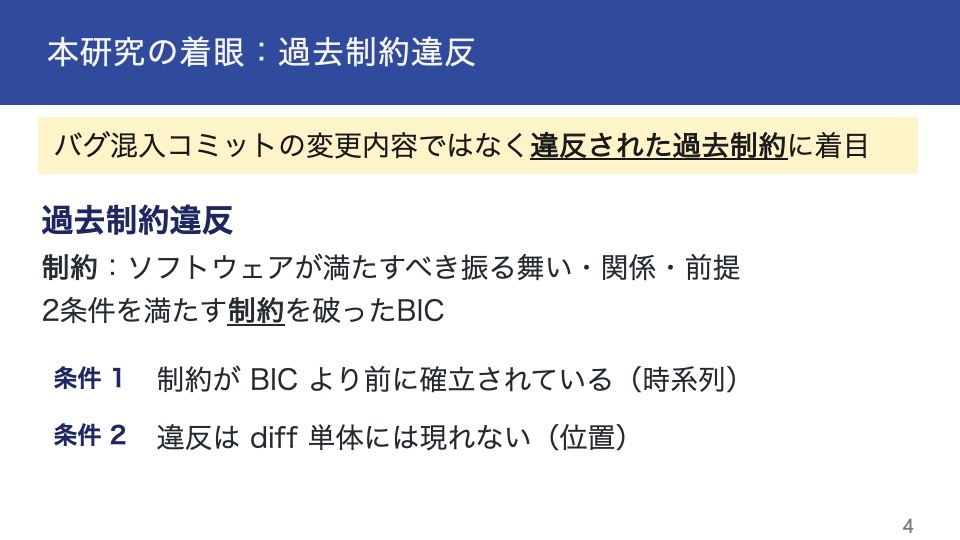 本研究の着眼：過去制約違反
バグ混入コミットの変更内容ではなく違反された過去制約に着目
過去制約違反
制約：ソフトウェアが満たすべき振る舞い・関係・前提
2条件を満たす制約を破ったBIC
条件 1 制約が BIC より前に確立されている（時系列）
条件 2 違反は diff 単体には現れない（位置）
4